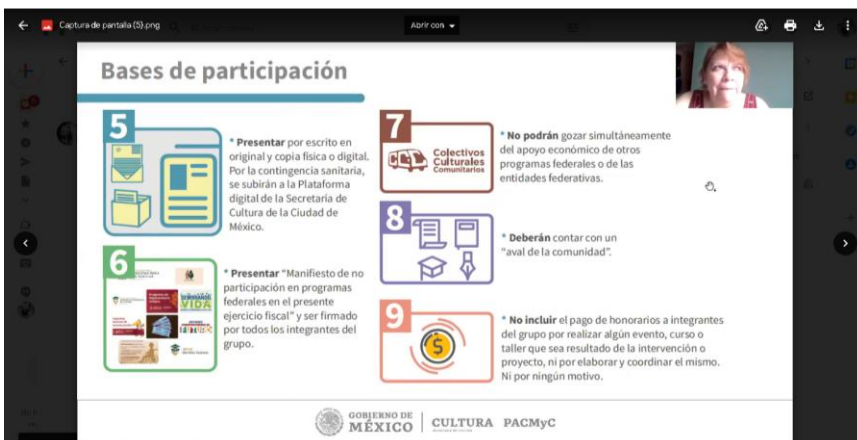 Captura de pantalla (5).png
Abrir con
Bases de participación
5
* Presentar por escrito en
original y copia física o digital.
Por la contingencia sanitaria,
se subirán a la Plataforma
digital de la Secretaria de
Cultura de la Ciudad de
México.
6
* Presentar “Manifiesto de no
participación en programas
federales en el presente
ejercicio fiscal” y ser firmado
por todos los integrantes del
grupo.
SEMBRANDO
VIDA
7
Colectivos
Culturales
Comunitarios
* No podrán gozar simultáneamente
del apoyo económico de otros
programas federales o de las
entidades federativas.
8
* Deberán contar con un
“aval de la comunidad”.
9
$
* No incluir el pago de honorarios a integrantes
del grupo por realizar algún evento, curso o
taller que sea resultado de la intervención o
proyecto, ni por elaborar y coordinar el mismo.
Ni por ningún motivo.
GOBIERNO DE
MÉXICO
CULTURA
PACMyC